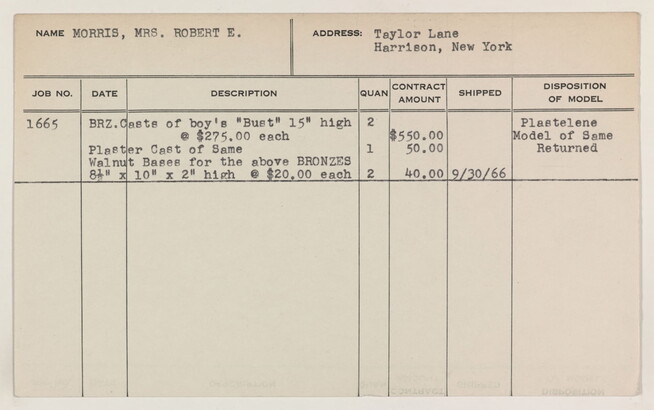 NAME MORRIS, MRS. ROBERT E. ADDRESS: Taylor Lane
Harrison, New York
JOB NO. DATE DESCRIPTION QUAN CONTRACT AMOUNT SHIPPED DISPOSITION OF MODEL
1665 BRZ.Casts of boy's "Bust" 15" high 2 Plastelene
@ $275.00 each $550.00 Model of Same
Plaster Cast of Same 1 50.00 Returned
Walnut Bases for the above BRONZES
8½" x 10" x 2" high @ $20.00 each 2 40.00 9/30/66